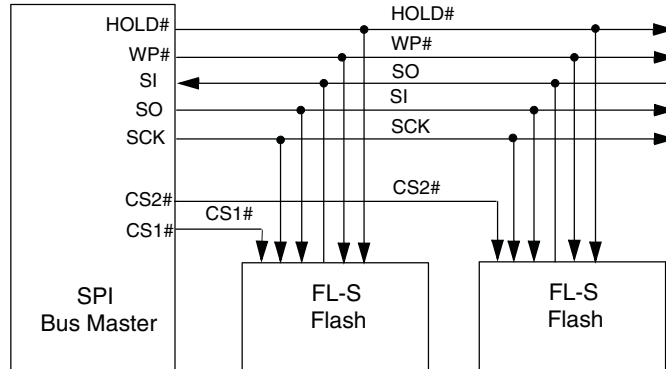 HOLD#
HOLD#
WP#
WP#
SI
SO
SO
SI
SCK
SCK
CS2#
CS2#
CS1#
CS1#
SPI
Bus Master
FL-S
Flash
FL-S
Flash